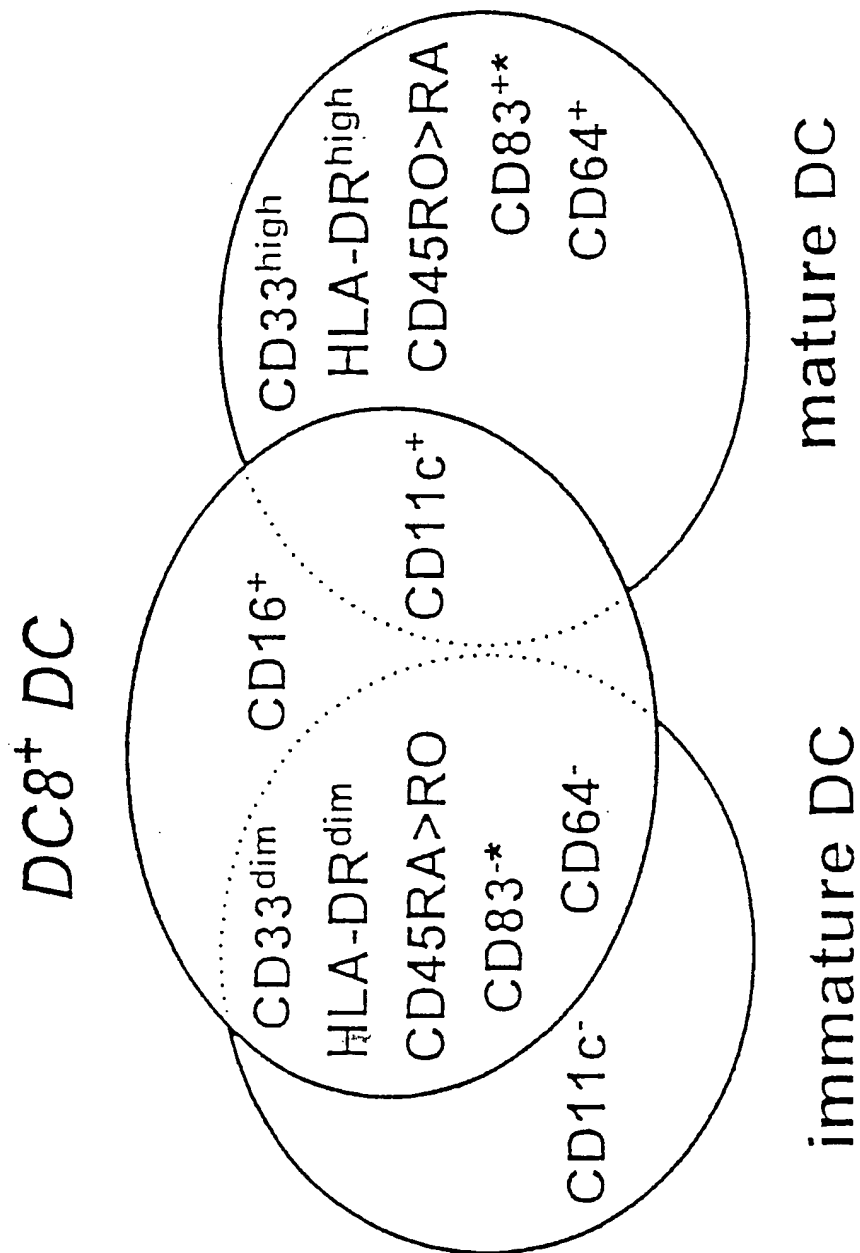 DC8+ DC
CD16+
CD33dim
HLA-DRdim
CD45RA>RO
CD83-*
CD64-
CD11c-
CD11c+
CD33high
HLA-DRhigh
CD45RO>RA
CD83+*
CD64+
immature DC
mature DC